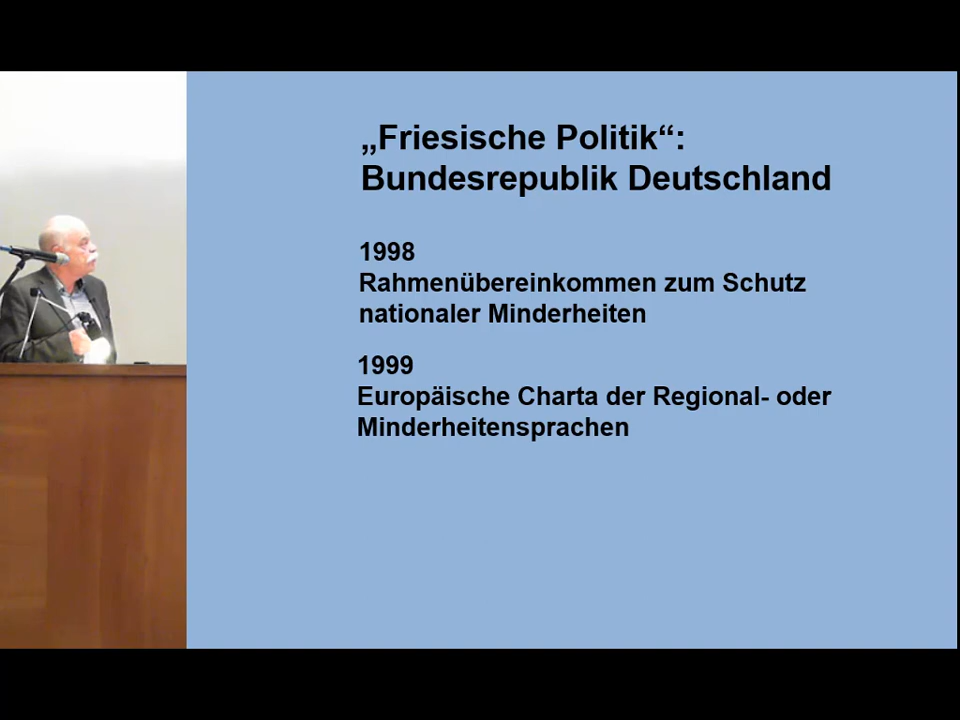 „Friesische Politik“:
Bundesrepublik Deutschland
1998
Rahmenübereinkommen zum Schutz
nationaler Minderheiten
1999
Europäische Charta der Regional- oder
Minderheitensprachen